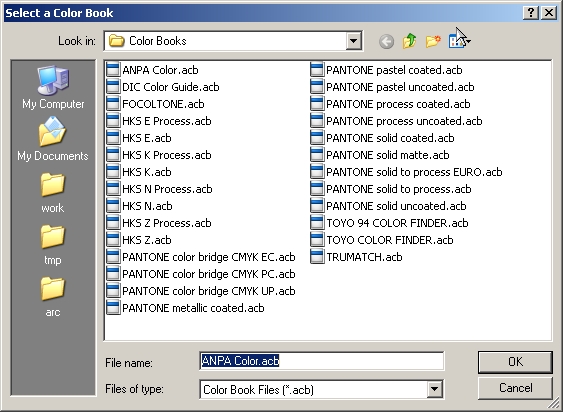 Select a Color Book
Look in: Color Books
My Computer
My Documents
work
tmp
arc
ANPA Color.acb
DIC Color Guide.acb
FOCOLTONE.acb
HKS E Process.acb
HKS E.acb
HKS K Process.acb
HKS K.acb
HKS N Process.acb
HKS N.acb
HKS Z Process.acb
HKS Z.acb
PANTONE color bridge CMYK EC.acb
PANTONE color bridge CMYK PC.acb
PANTONE color bridge CMYK UP.acb
PANTONE metallic coated.acb
PANTONE pastel coated.acb
PANTONE pastel uncoated.acb
PANTONE process coated.acb
PANTONE process uncoated.acb
PANTONE solid coated.acb
PANTONE solid matte.acb
PANTONE solid to process EURO.acb
PANTONE solid to process.acb
PANTONE solid uncoated.acb
TOYO 94 COLOR FINDER.acb
TOYO COLOR FINDER.acb
TRUMATCH.acb
File name: ANPA Color.acb
OK
Files of type: Color Book Files (*.acb)
Cancel